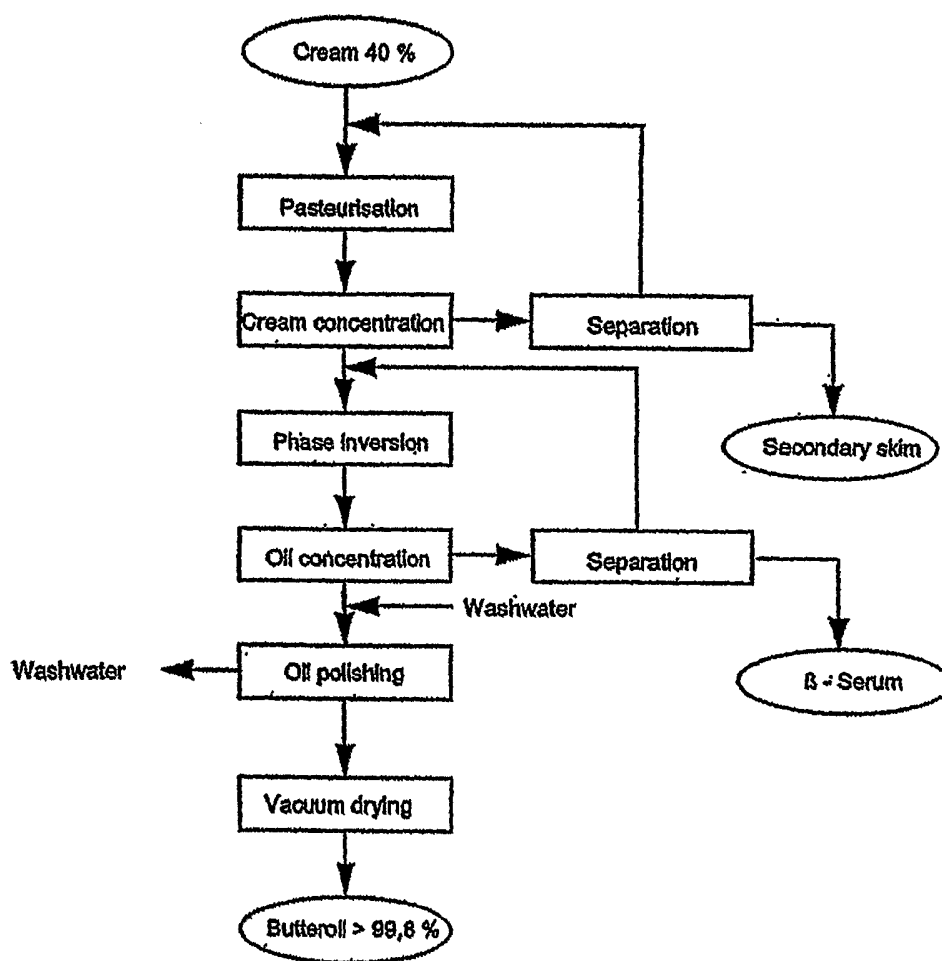 Cream 40 %
Pasteurisation
Cream concentration
Separation
Secondary skim
Phase inversion
Oil concentration
Separation
Washwater
Washwater
Oil polishing
ß - Serum
Vacuum drying
Butteroil > 99,8 %